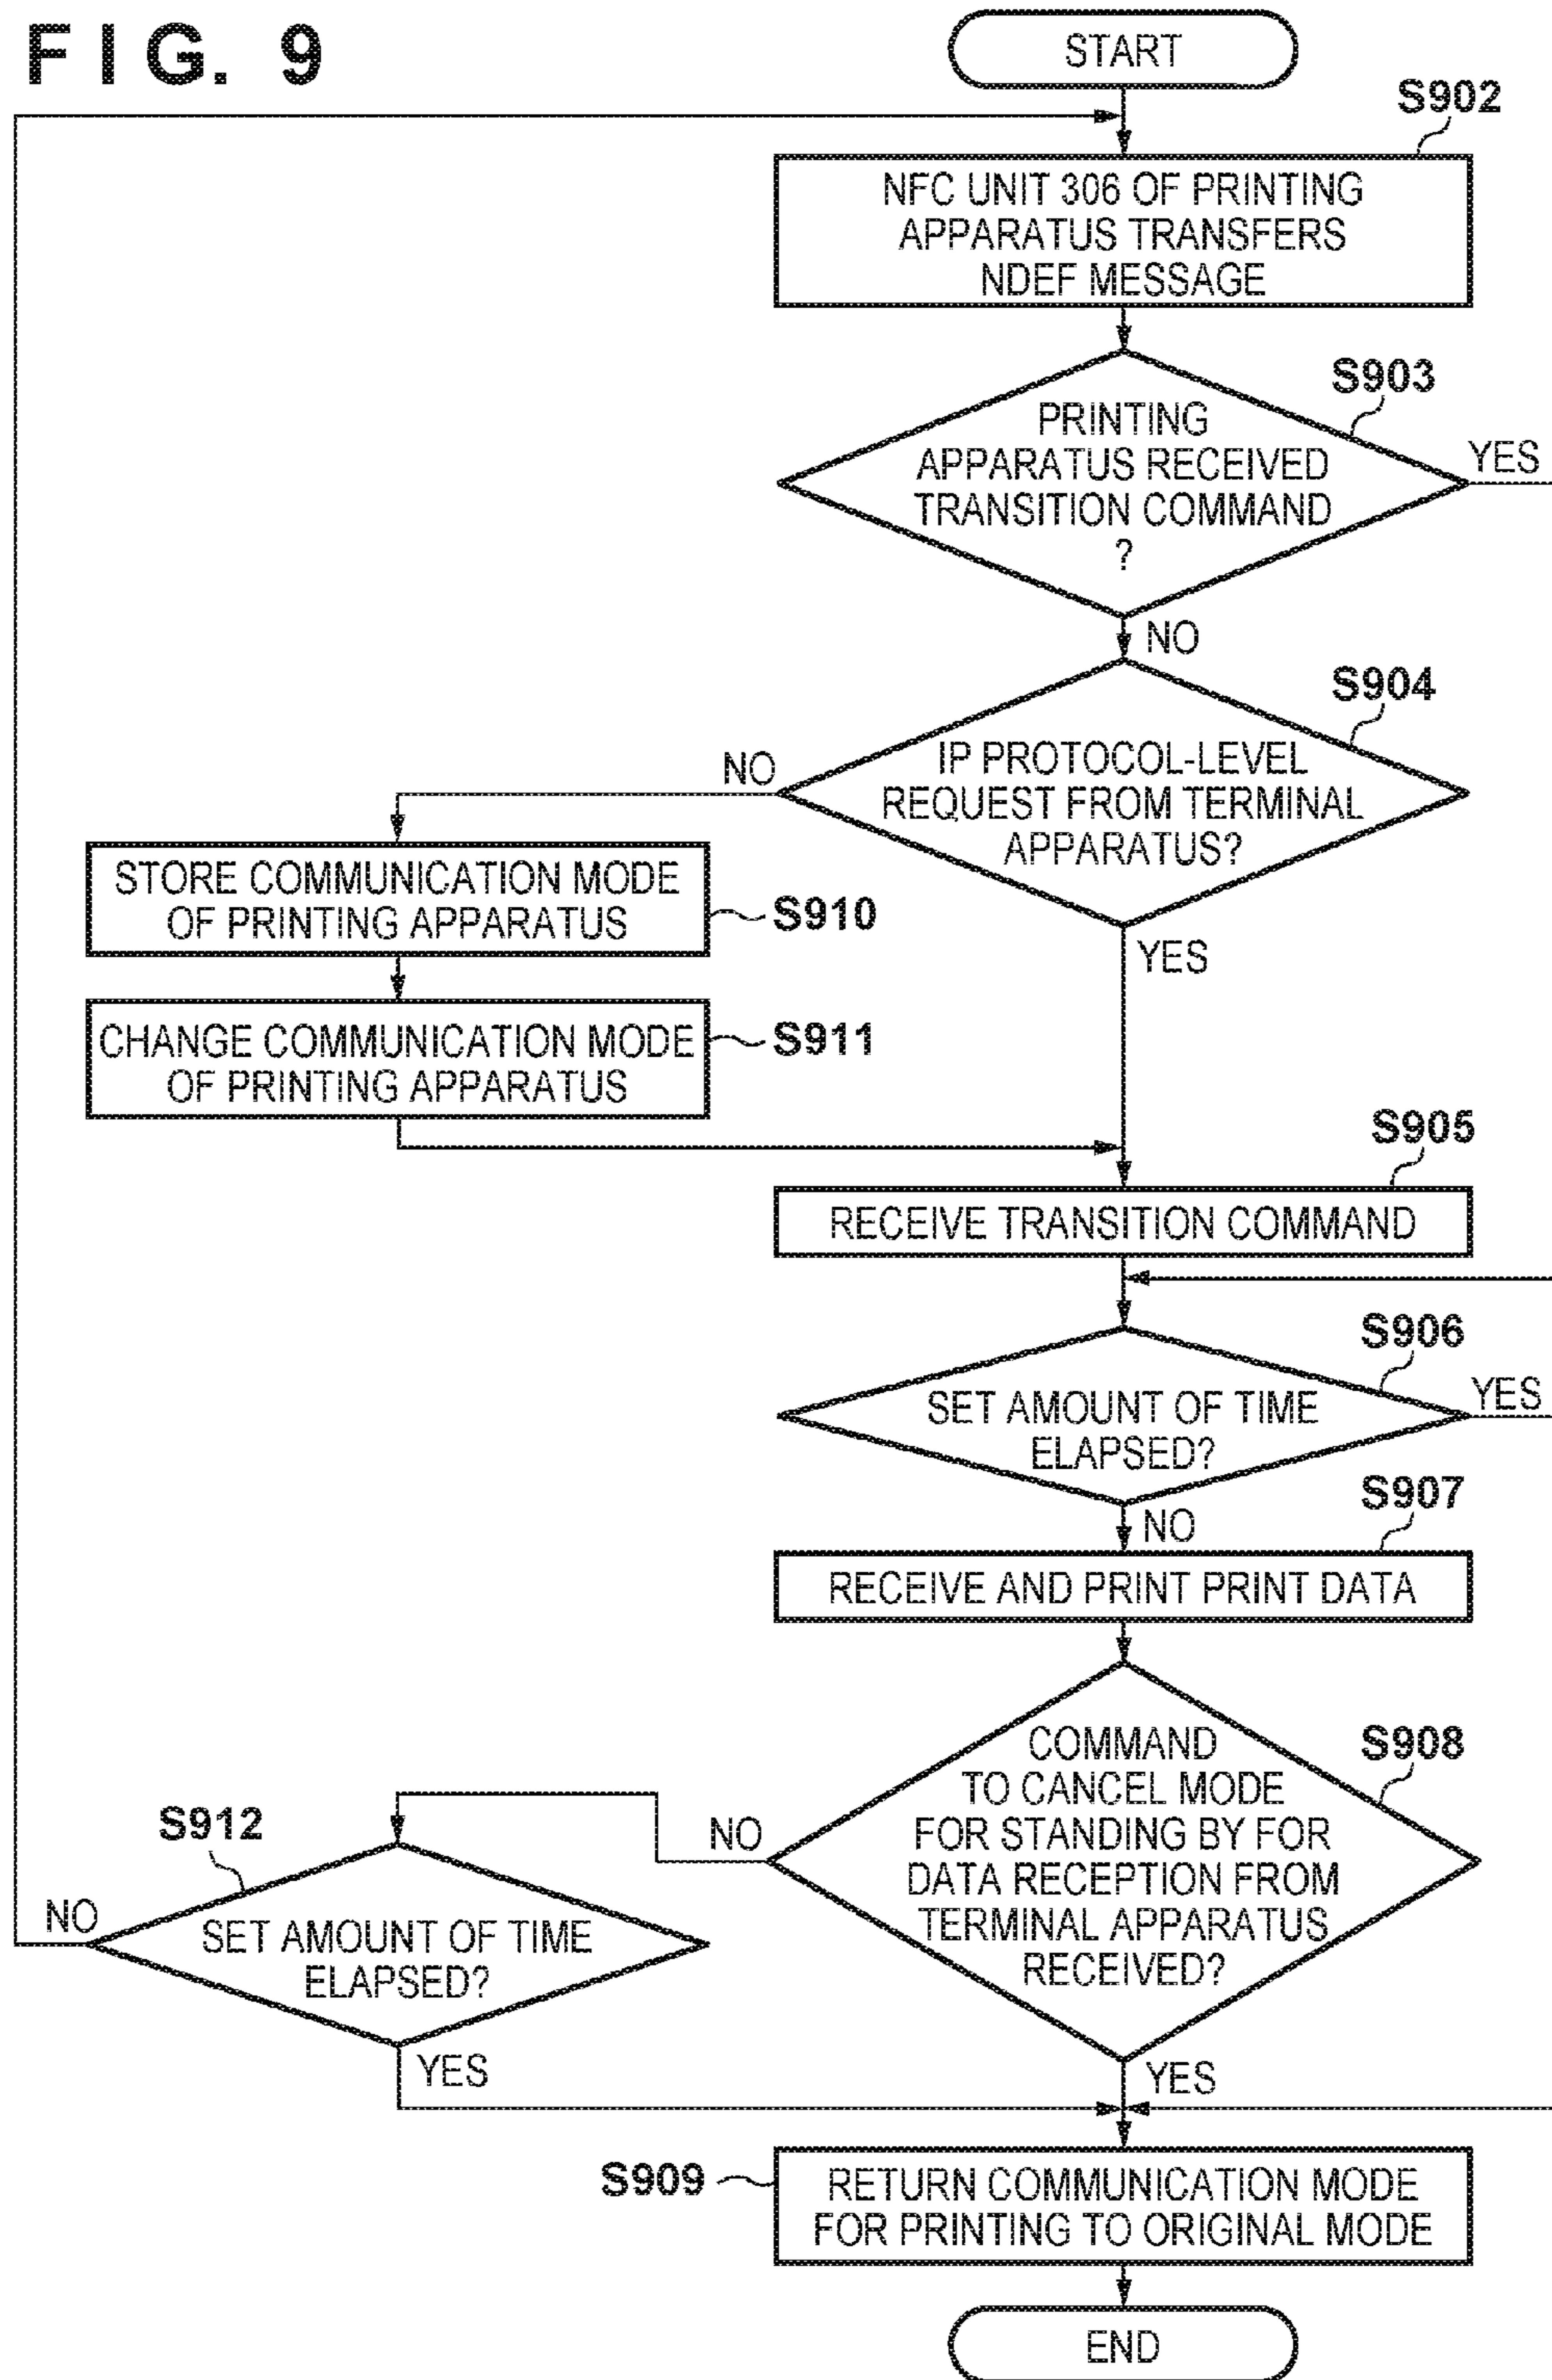 FIG. 9
START
S902
NFC UNIT 306 OF PRINTING
APPARATUS TRANSFERS
NDEF MESSAGE
S903
PRINTING
APPARATUS RECEIVED
TRANSITION COMMAND
?
YES
NO
S904
IP PROTOCOL-LEVEL
REQUEST FROM TERMINAL
APPARATUS?
NO
YES
STORE COMMUNICATION MODE
OF PRINTING APPARATUS
S910
CHANGE COMMUNICATION MODE
OF PRINTING APPARATUS
S911
S905
RECEIVE TRANSITION COMMAND
S906
SET AMOUNT OF TIME
ELAPSED?
YES
NO
S907
RECEIVE AND PRINT PRINT DATA
S908
COMMAND
TO CANCEL MODE
FOR STANDING BY FOR
DATA RECEPTION FROM
TERMINAL APPARATUS
RECEIVED?
NO
YES
S912
SET AMOUNT OF TIME
ELAPSED?
NO
YES
S909
RETURN COMMUNICATION MODE
FOR PRINTING TO ORIGINAL MODE
END